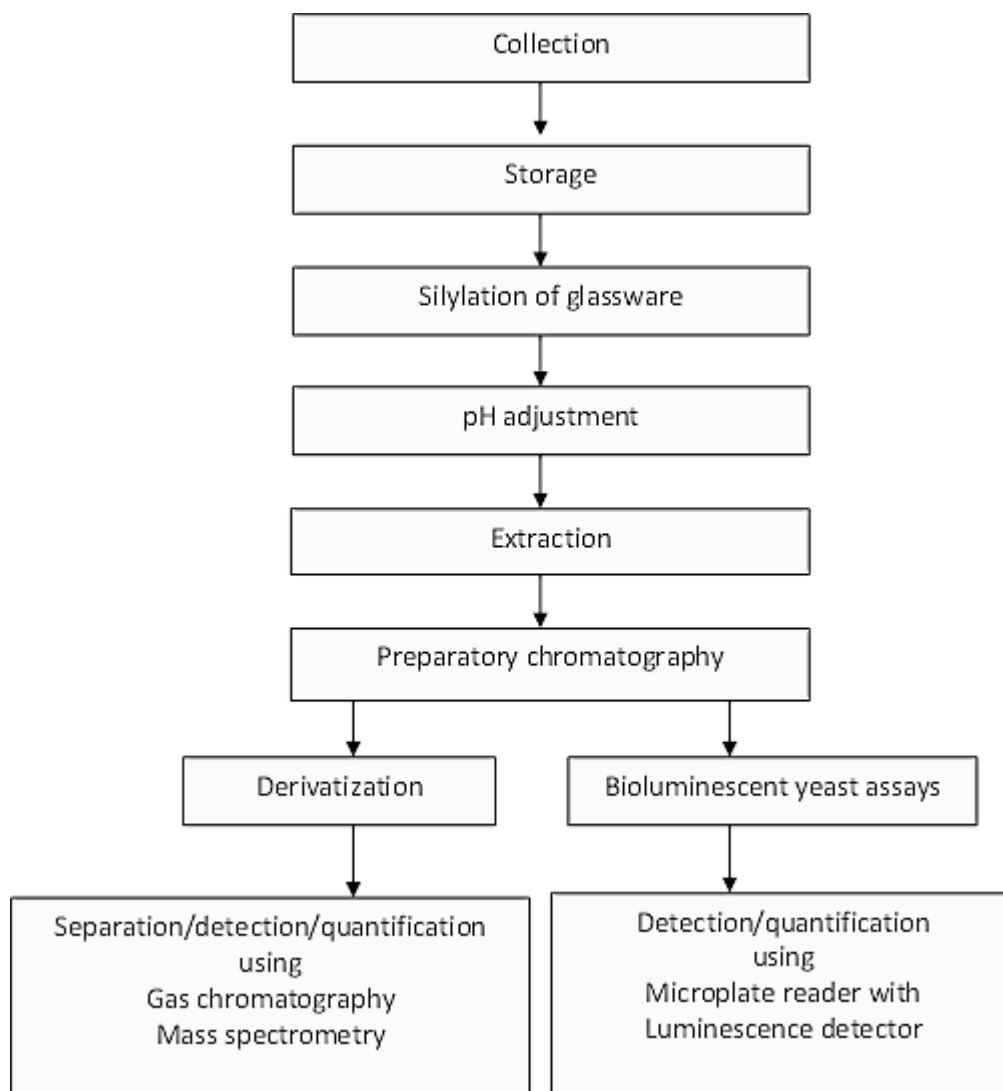 Collection
Storage
Silylation of glassware
pH adjustment
Extraction
Preparatory chromatography
Derivatization
Bioluminescent yeast assays
Separation/detection/quantification
using
Gas chromatography
Mass spectrometry
Detection/quantification
using
Microplate reader with
Luminescence detector